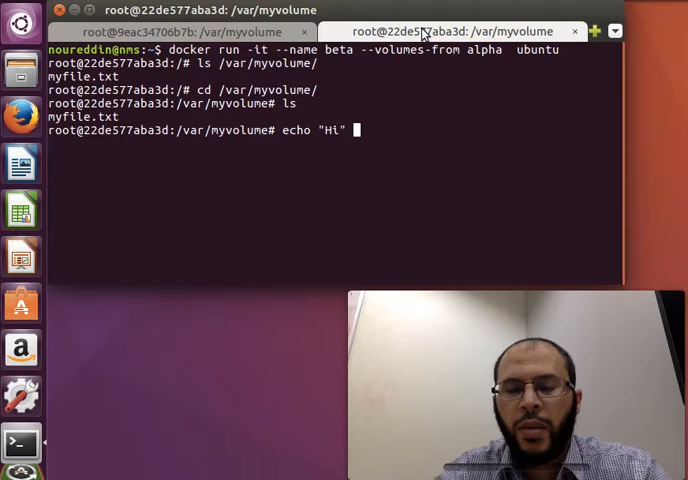 root@22de577aba3d: /var/myvolume
root@9eac34706b7b: /var/myvolume ×
root@22de577aba3d: /var/myvolume ×
noureddin@nms:~$ docker run -it --name beta --volumes-from alpha ubuntu
root@22de577aba3d:/# ls /var/myvolume/
myfile.txt
root@22de577aba3d:/# cd /var/myvolume/
root@22de577aba3d:/var/myvolume# ls
myfile.txt
root@22de577aba3d:/var/myvolume# echo "Hi"